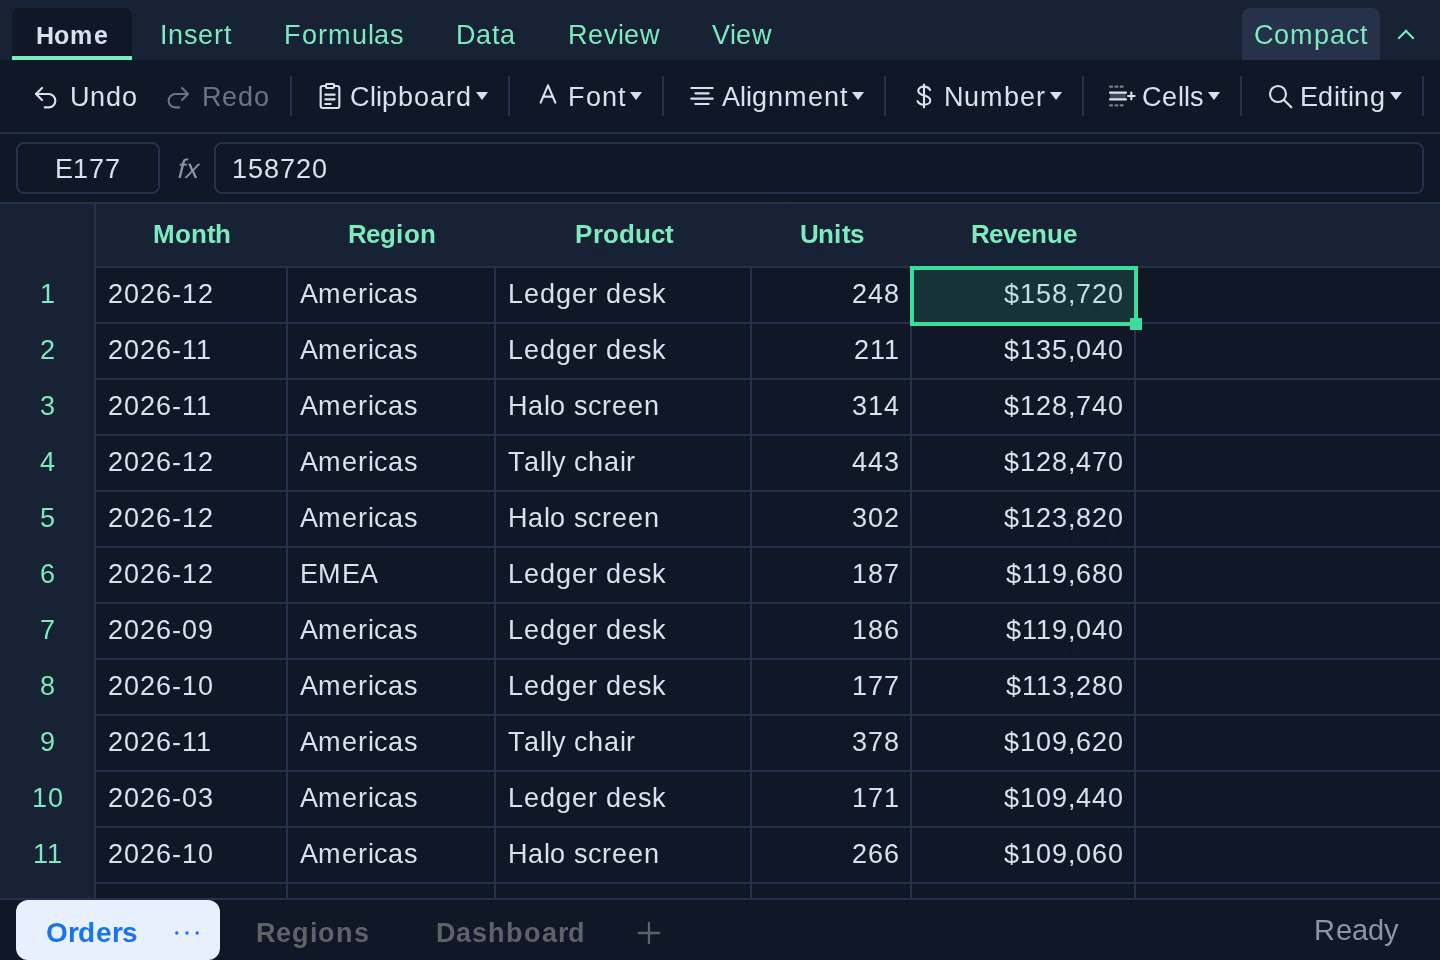 Home Insert Formulas Data Review View Compact
Undo Redo Clipboard Font Alignment Number Cells Editing
E177 fx 158720
Month Region Product Units Revenue
1 2026-12 Americas Ledger desk 248 $158,720
2 2026-11 Americas Ledger desk 211 $135,040
3 2026-11 Americas Halo screen 314 $128,740
4 2026-12 Americas Tally chair 443 $128,470
5 2026-12 Americas Halo screen 302 $123,820
6 2026-12 EMEA Ledger desk 187 $119,680
7 2026-09 Americas Ledger desk 186 $119,040
8 2026-10 Americas Ledger desk 177 $113,280
9 2026-11 Americas Tally chair 378 $109,620
10 2026-03 Americas Ledger desk 171 $109,440
11 2026-10 Americas Halo screen 266 $109,060
Orders ··· Regions Dashboard Ready